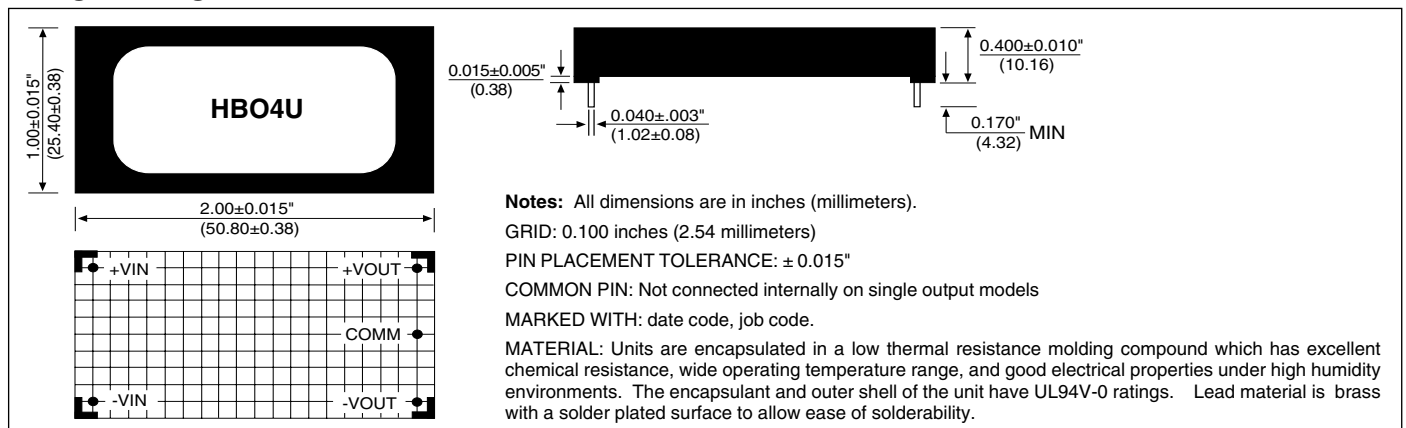 1.00±0.015"
(25.40±0.38)
HBO4U
2.00±0.015"
(50.80±0.38)
0.015±0.005"
(0.38)
0.040±.003"
(1.02±0.08)
0.400±0.010"
(10.16)
0.170"
(4.32)
MIN
+VIN
+VOUT
COMM
-VIN
-VOUT
Notes: All dimensions are in inches (millimeters).
GRID: 0.100 inches (2.54 millimeters)
PIN PLACEMENT TOLERANCE: ± 0.015"
COMMON PIN: Not connected internally on single output models
MARKED WITH: date code, job code.
MATERIAL: Units are encapsulated in a low thermal resistance molding compound which has excellent
chemical resistance, wide operating temperature range, and good electrical properties under high humidity
environments. The encapsulant and outer shell of the unit have UL94V-0 ratings. Lead material is brass
with a solder plated surface to allow ease of solderability.